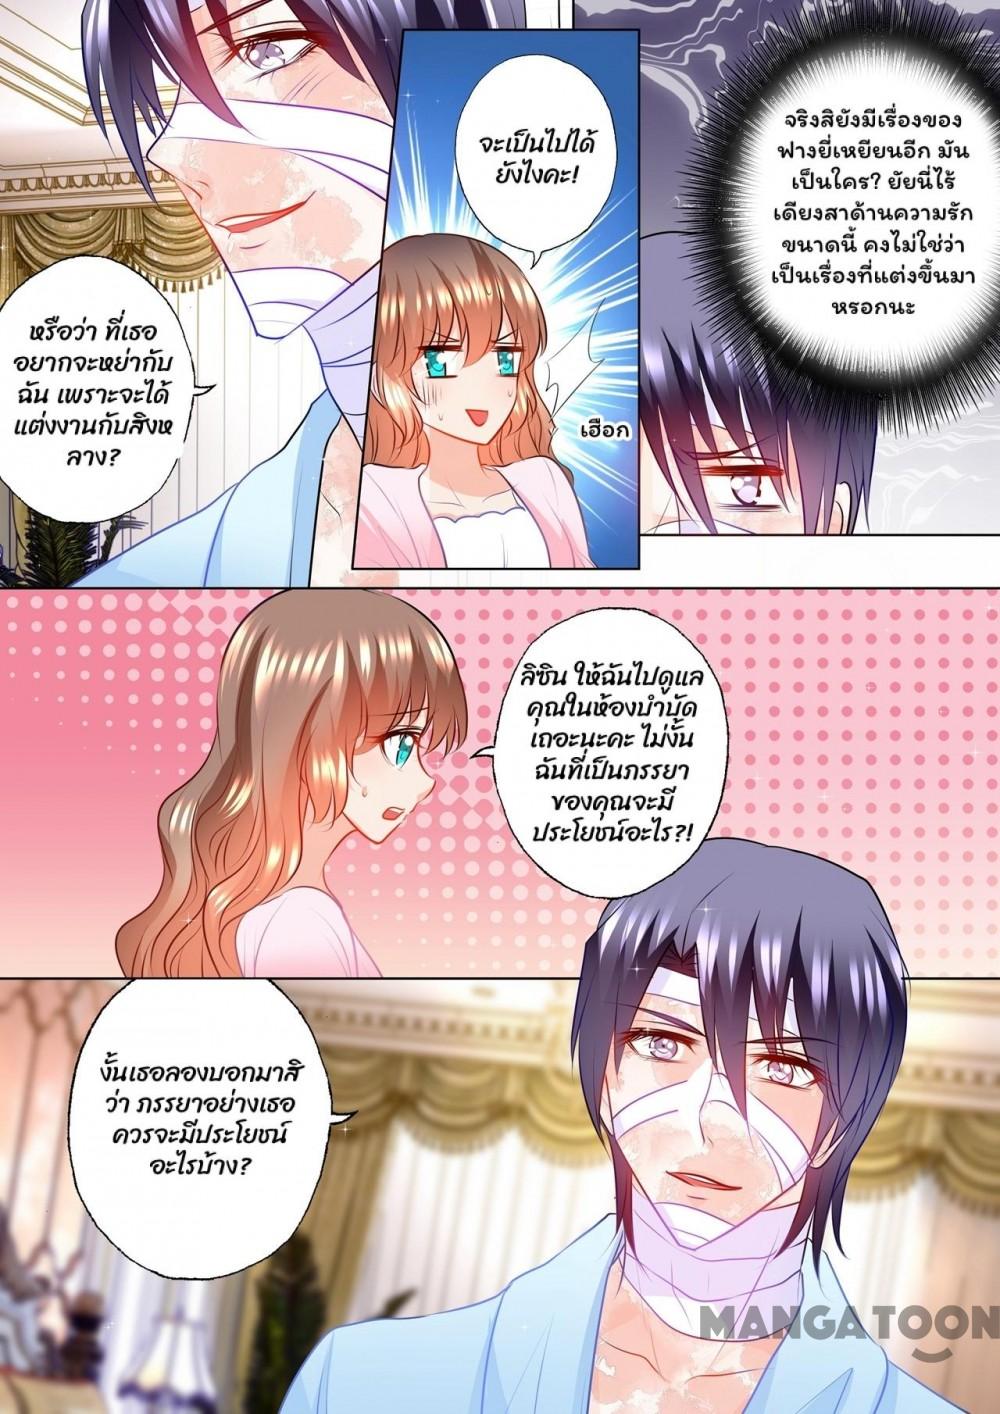 หรือว่า ที่เธอ
อยากจะหย่ากับ
ฉัน เพราะจะได้
แต่งงานกับสิงห
ลาง?
จะเป็นไปได้
ยังไงคะ!
เฮือก
จริงสิยังมีเรื่องของ
ฟางยี่เหยียนอีก มัน
เป็นใคร? ยัยนี่ไร้
เดียงสาด้านความรัก
ขนาดนี้ คงไม่ใช่ว่า
เป็นเรื่องที่แต่งขึ้นมา
หรอกนะ
ลิซิน ให้ฉันไปดูแล
คุณในห้องบำบัด
เถอะนะคะ ไม่งั้น
ฉันที่เป็นภรรยา
ของคุณจะมี
ประโยชน์อะไร?!
งั้นเธอลองบอกมาสิ
ว่า ภรรยาอย่างเธอ
ควรจะมีประโยชน์
อะไรบ้าง?
MANGATOON